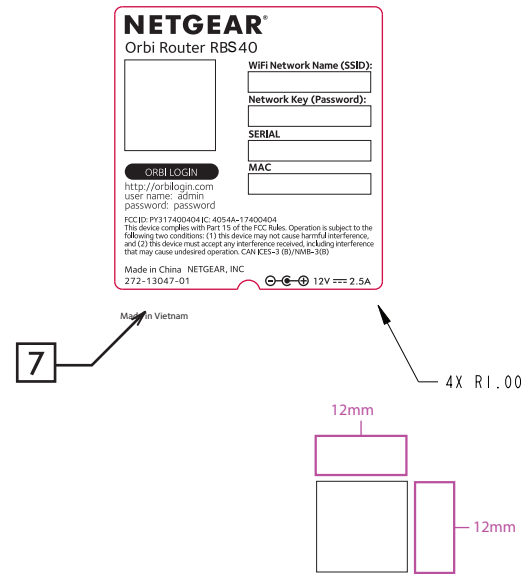 NETGEAR®
Orbi Router RBS40
WiFi Network Name (SSID):
Network Key (Password):
SERIAL
MAC
ORBI LOGIN
http://orbilogin.com
user name: admin
password: password
FCC ID: PY317400404 IC: 4054A-17400404
This device complies with Part 15 of the FCC Rules. Operation is subject to the
following two conditions: (1) this device may not cause harmful interference,
and (2) this device must accept any interference received, including interference
that may cause undesired operation. CAN ICES-3 (B)/NMB-3(B)
Made in China NETGEAR, INC
272-13047-01
12V 2.5A
Made in Vietnam
7
4X R1.00
12mm
12mm